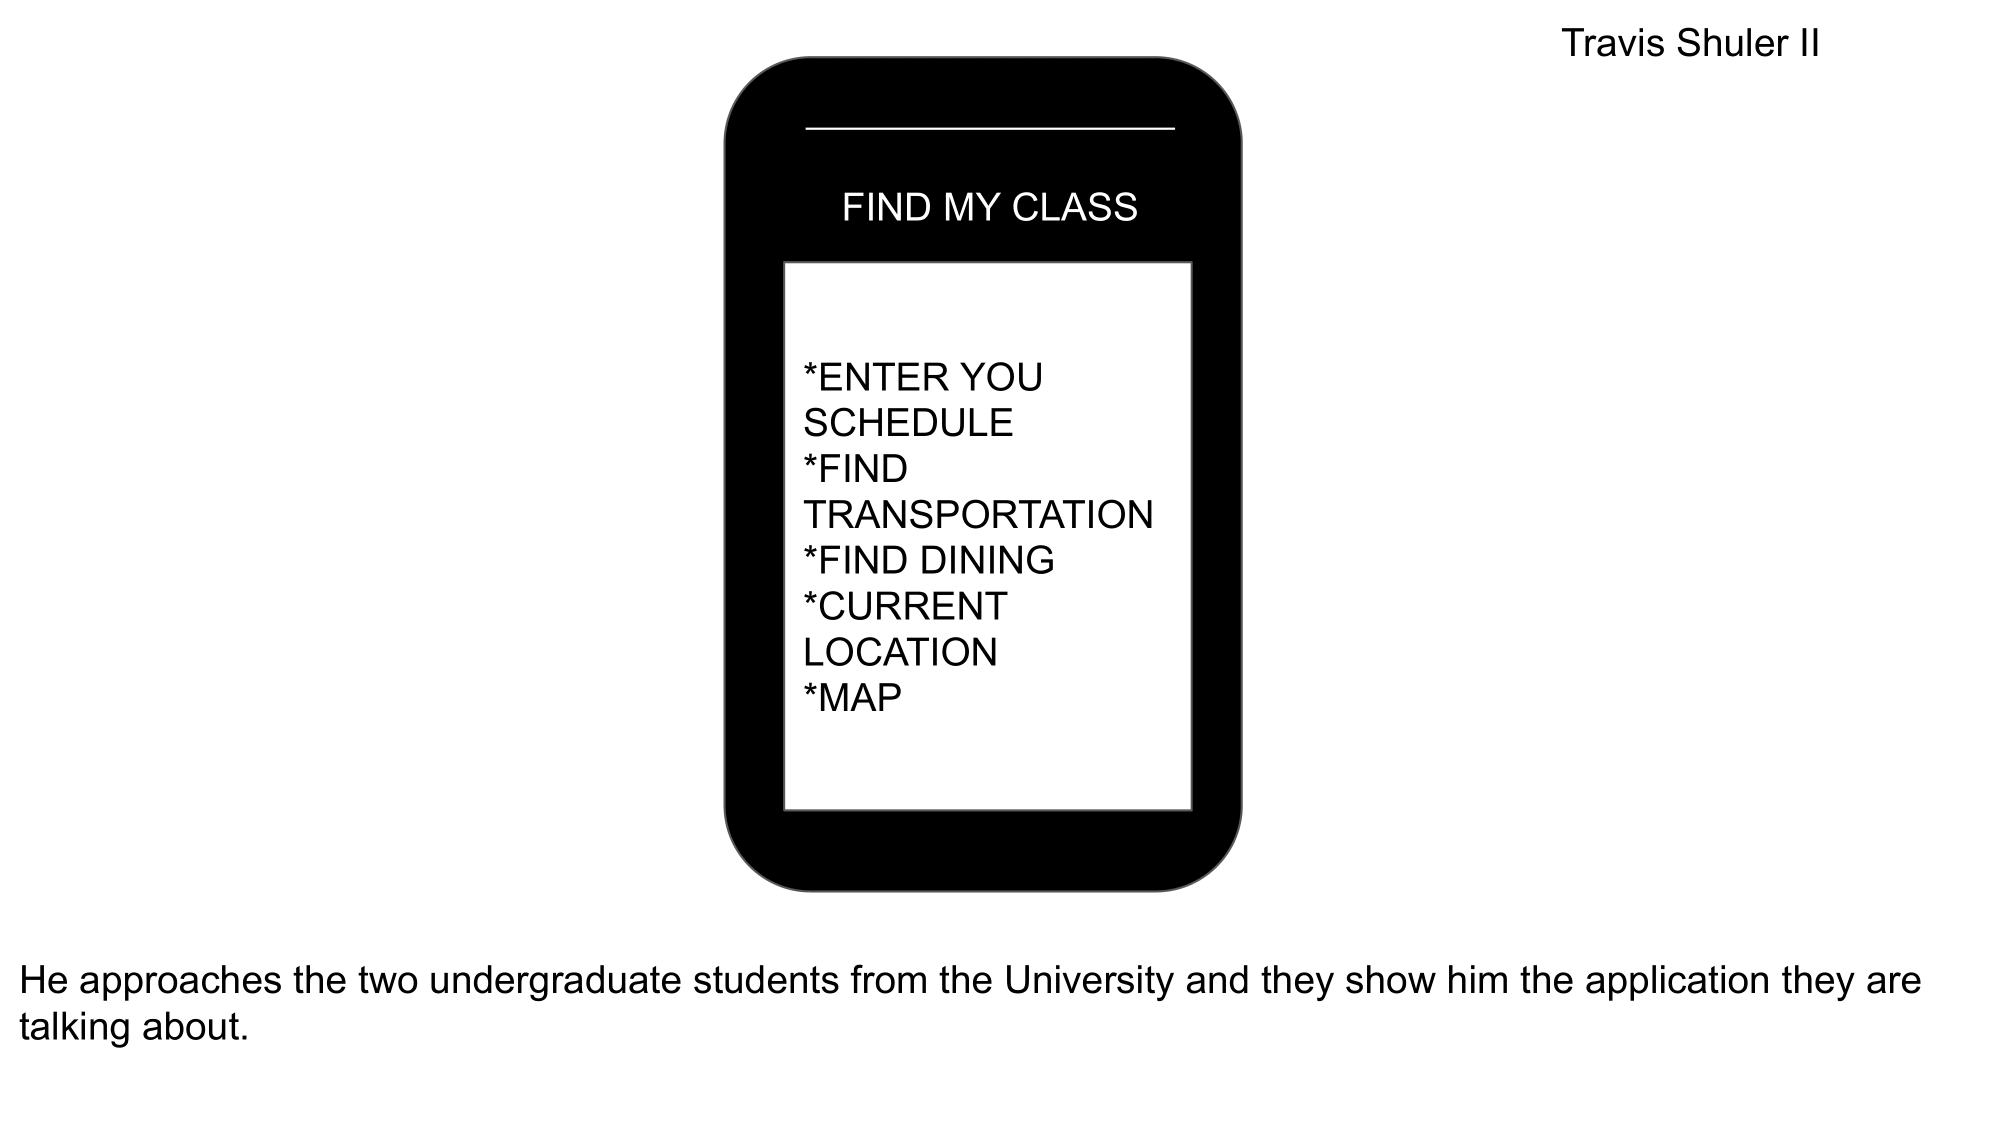 Travis Shuler II
FIND MY CLASS
*ENTER YOU
SCHEDULE
*FIND
TRANSPORTATION
*FIND DINING
*CURRENT
LOCATION
*MAP
He approaches the two undergraduate students from the University and they show him the application they are
talking about.